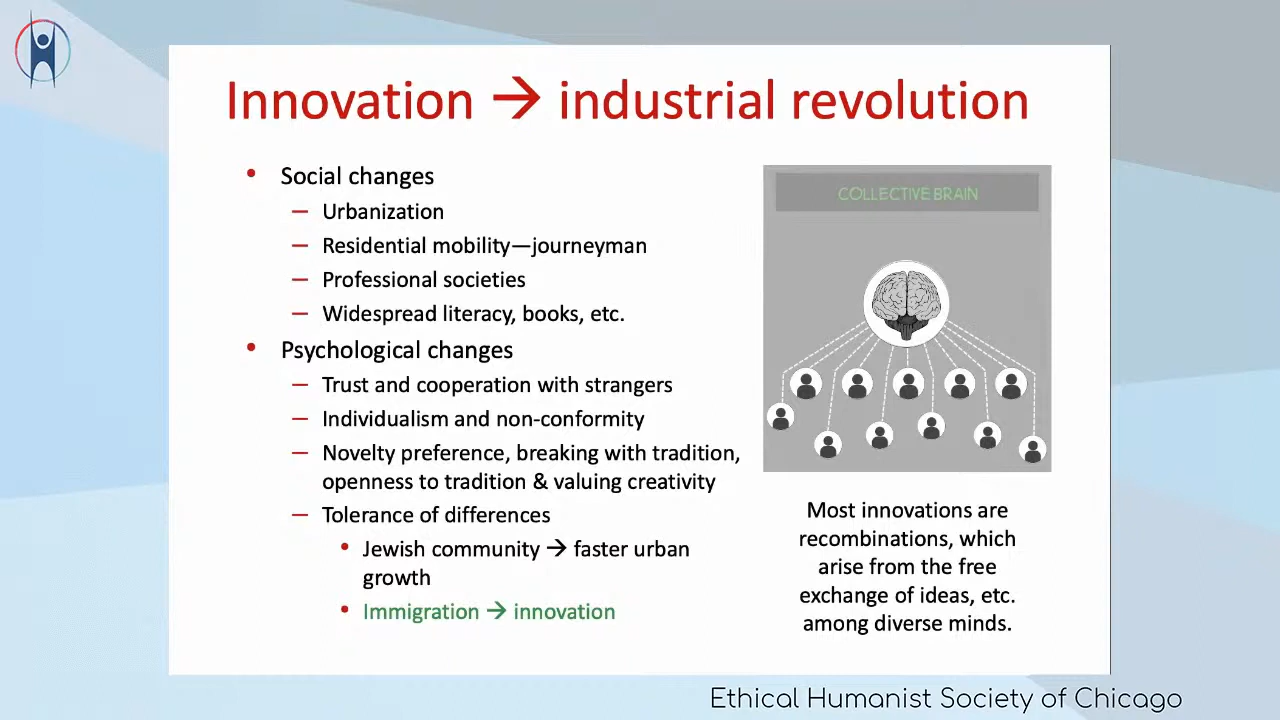 Innovation → industrial revolution
• Social changes
– Urbanization
– Residential mobility—journeyman
– Professional societies
– Widespread literacy, books, etc.
• Psychological changes
– Trust and cooperation with strangers
– Individualism and non-conformity
– Novelty preference, breaking with tradition,
openness to tradition & valuing creativity
– Tolerance of differences
• Jewish community → faster urban
growth
• Immigration → innovation
COLLECTIVE BRAIN
Most innovations are
recombinations, which
arise from the free
exchange of ideas, etc.
among diverse minds.
Ethical Humanist Society of Chicago